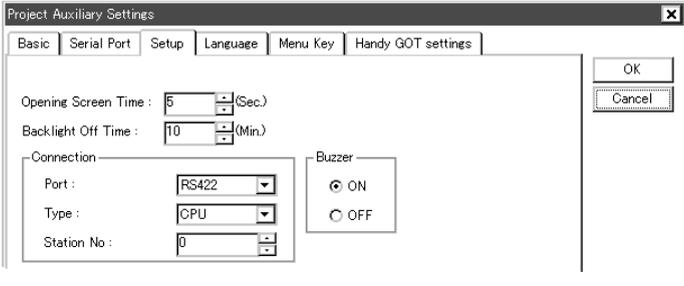 Project Auxiliary Settings
Basic Serial Port Setup Language Menu Key Handy GOT settings
OK
Cancel
Opening Screen Time : 5 (Sec.)
Backlight Off Time : 10 (Min.)
Connection
Port : RS422
Type : CPU
Station No : 0
Buzzer
ON
OFF